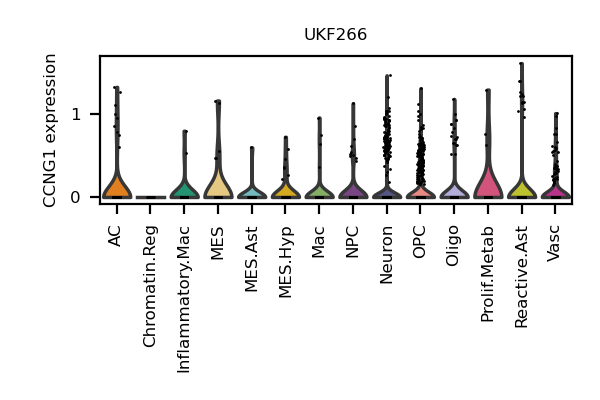 UKF266
CCNG1 expression
1
0
AC
Chromatin.Reg
Inflammatory.Mac
MES
MES.Ast
MES.Hyp
Mac
NPC
Neuron
OPC
Oligo
Prolif.Metab
Reactive.Ast
Vasc